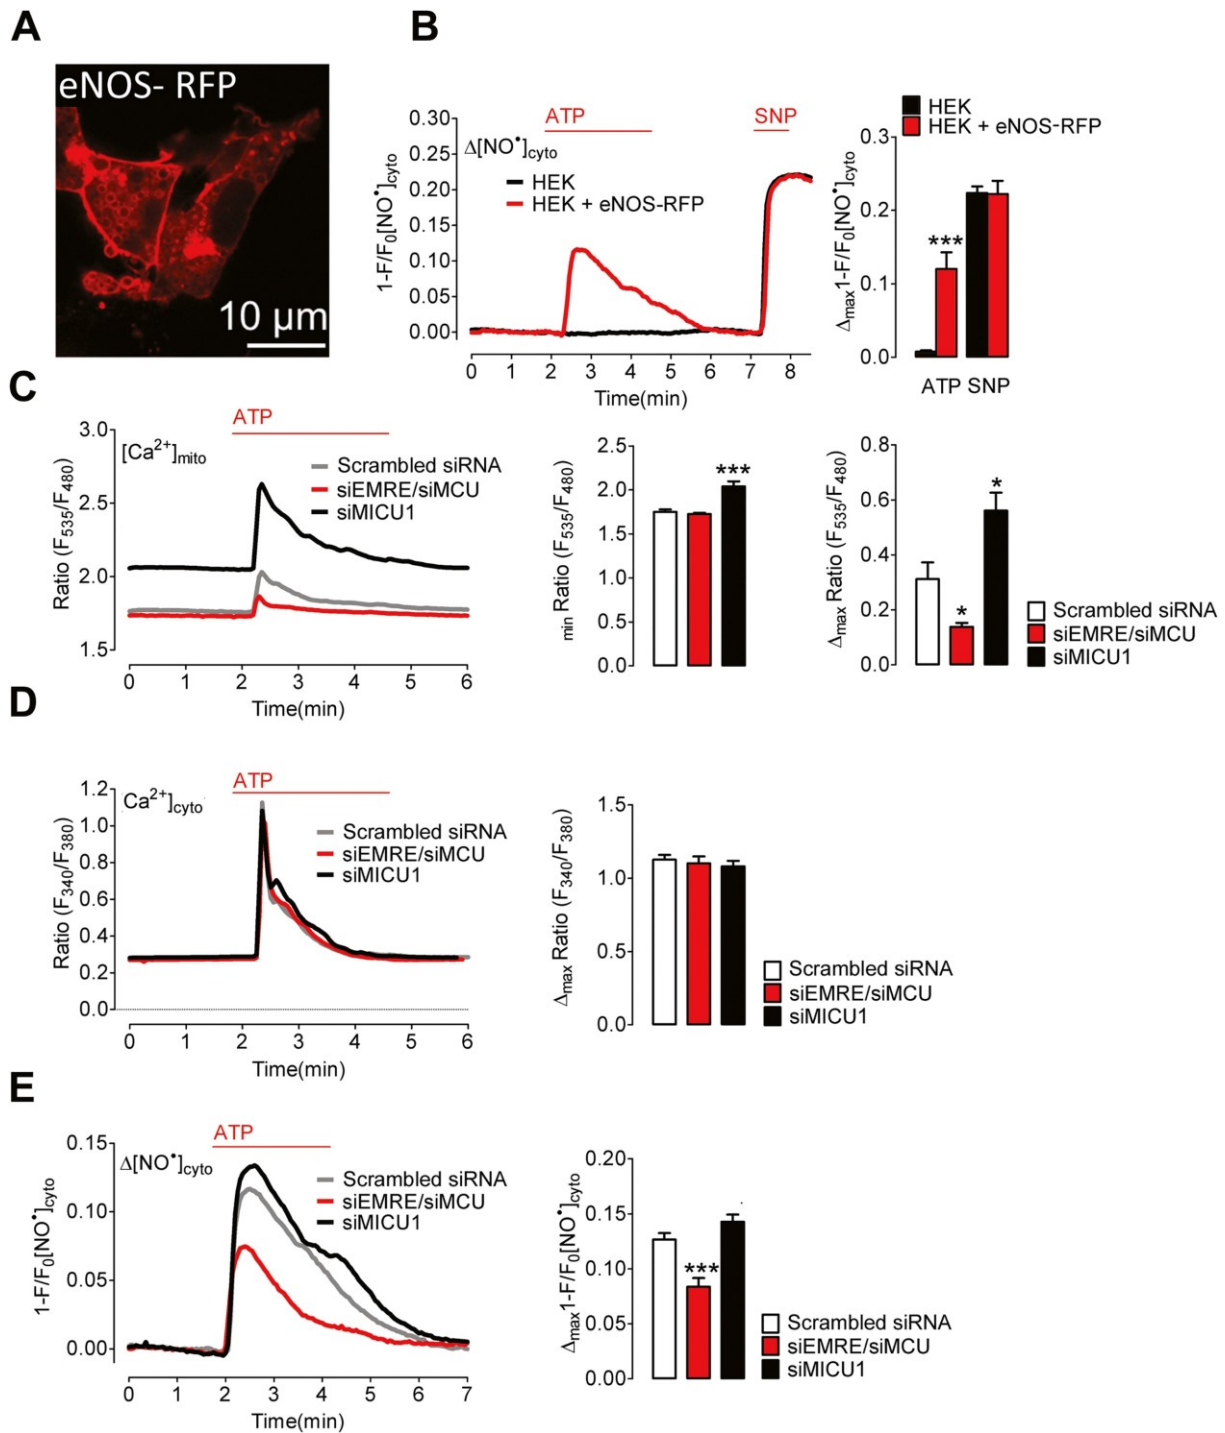 A
eNOS- RFP
10 µm
B
ATP
SNP
Δ[NO•]cyto
HEK
HEK + eNOS-RFP
1-F/F0[NO•]cyto
0.30
0.25
0.20
0.15
0.10
0.05
0.00
0 1 2 3 4 5 6 7 8
Time(min)
HEK
HEK + eNOS-RFP
Δmax1-F/F0[NO•]cyto
0.3
0.2
0.1
0.0
***
ATP SNP
C
ATP
[Ca2+]mito
Scrambled siRNA
siEMRE/siMCU
siMICU1
Ratio (F535/F480)
3.0
2.5
2.0
1.5
0 1 2 3 4 5 6
Time(min)
min Ratio (F535/F480)
2.5
2.0
1.5
1.0
0.5
0.0
***
Δmax Ratio (F535/F480)
0.8
0.6
0.4
0.2
0.0
*
*
Scrambled siRNA
siEMRE/siMCU
siMICU1
D
ATP
Ca2+]cyto
Scrambled siRNA
siEMRE/siMCU
siMICU1
Ratio (F340/F380)
1.2
1.0
0.8
0.6
0.4
0.2
0.0
0 1 2 3 4 5 6
Time(min)
Δmax Ratio (F340/F380)
1.5
1.0
0.5
0.0
Scrambled siRNA
siEMRE/siMCU
siMICU1
E
ATP
Δ[NO•]cyto
Scrambled siRNA
siEMRE/siMCU
siMICU1
1-F/F0[NO•]cyto
0.15
0.10
0.05
0.00
0 1 2 3 4 5 6 7
Time(min)
Δmax1-F/F0[NO•]cyto
0.20
0.15
0.10
0.05
0.00
***
Scrambled siRNA
siEMRE/siMCU
siMICU1